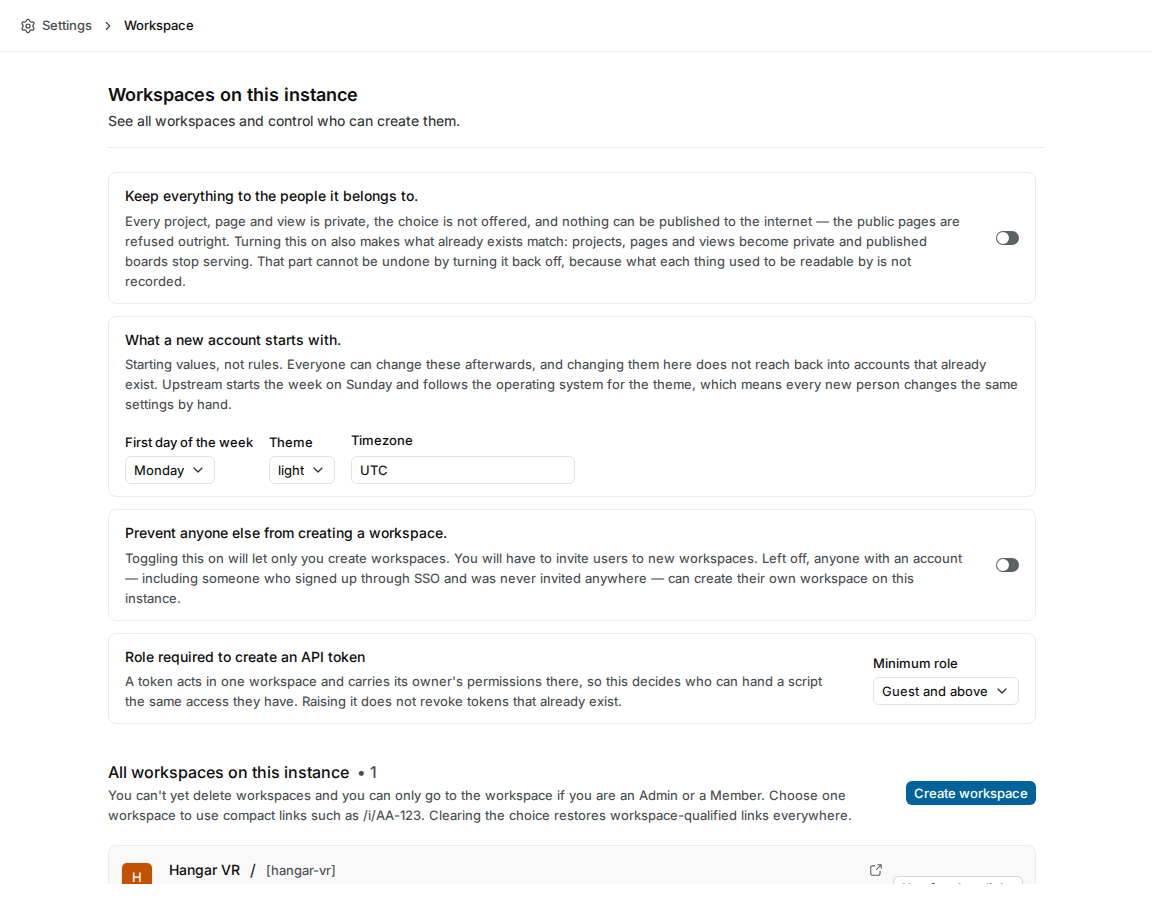 Settings > Workspace
Workspaces on this instance
See all workspaces and control who can create them.
Keep everything to the people it belongs to.
Every project, page and view is private, the choice is not offered, and nothing can be published to the internet — the public pages are
refused outright. Turning this on also makes what already exists match: projects, pages and views become private and published
boards stop serving. That part cannot be undone by turning it back off, because what each thing used to be readable by is not
recorded.
What a new account starts with.
Starting values, not rules. Everyone can change these afterwards, and changing them here does not reach back into accounts that already
exist. Upstream starts the week on Sunday and follows the operating system for the theme, which means every new person changes the same
settings by hand.
First day of the week Theme Timezone
Monday light UTC
Prevent anyone else from creating a workspace.
Toggling this on will let only you create workspaces. You will have to invite users to new workspaces. Left off, anyone with an account
— including someone who signed up through SSO and was never invited anywhere — can create their own workspace on this
instance.
Role required to create an API token
A token acts in one workspace and carries its owner's permissions there, so this decides who can hand a script
the same access they have. Raising it does not revoke tokens that already exist.
Minimum role
Guest and above
All workspaces on this instance • 1
You can't yet delete workspaces and you can only go to the workspace if you are an Admin or a Member. Choose one
workspace to use compact links such as /i/AA-123. Clearing the choice restores workspace-qualified links everywhere.
Create workspace
H
Hangar VR / [hangar-vr]